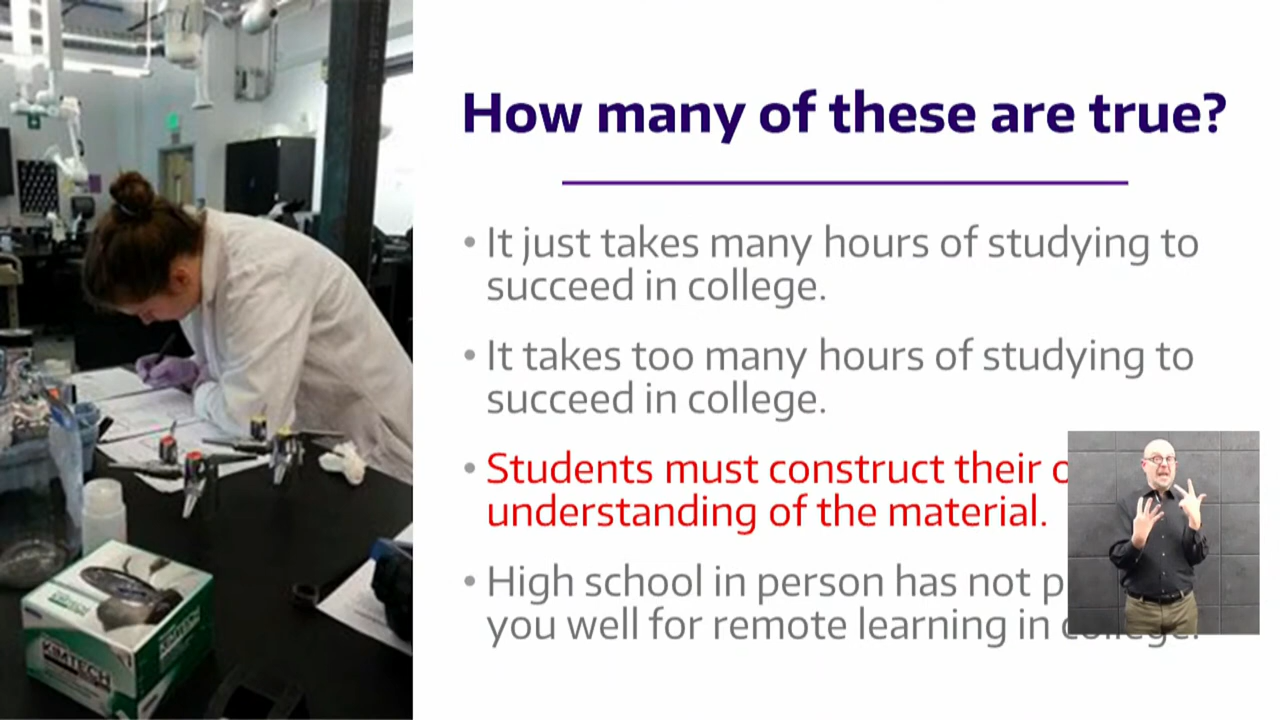 How many of these are true?
• It just takes many hours of studying to
succeed in college.
• It takes too many hours of studying to
succeed in college.
• Students must construct their
understanding of the material.
• High school in person has not
you well for remote learning in college.
KIMTECH
KIMTECH